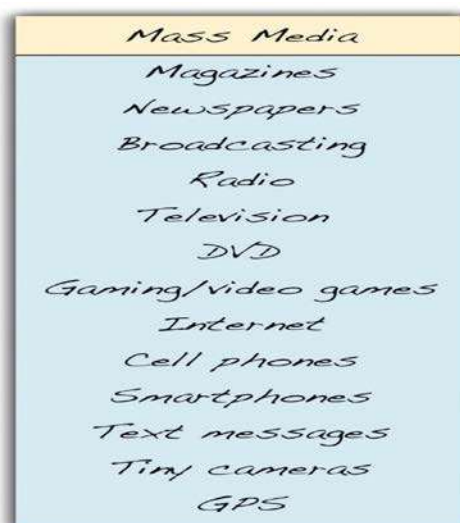 Mass Media
Magazines
Newspapers
Broadcasting
Radio
Television
DVD
Gaming/video games
Internet
Cell phones
Smartphones
Text messages
Tiny cameras
GPS